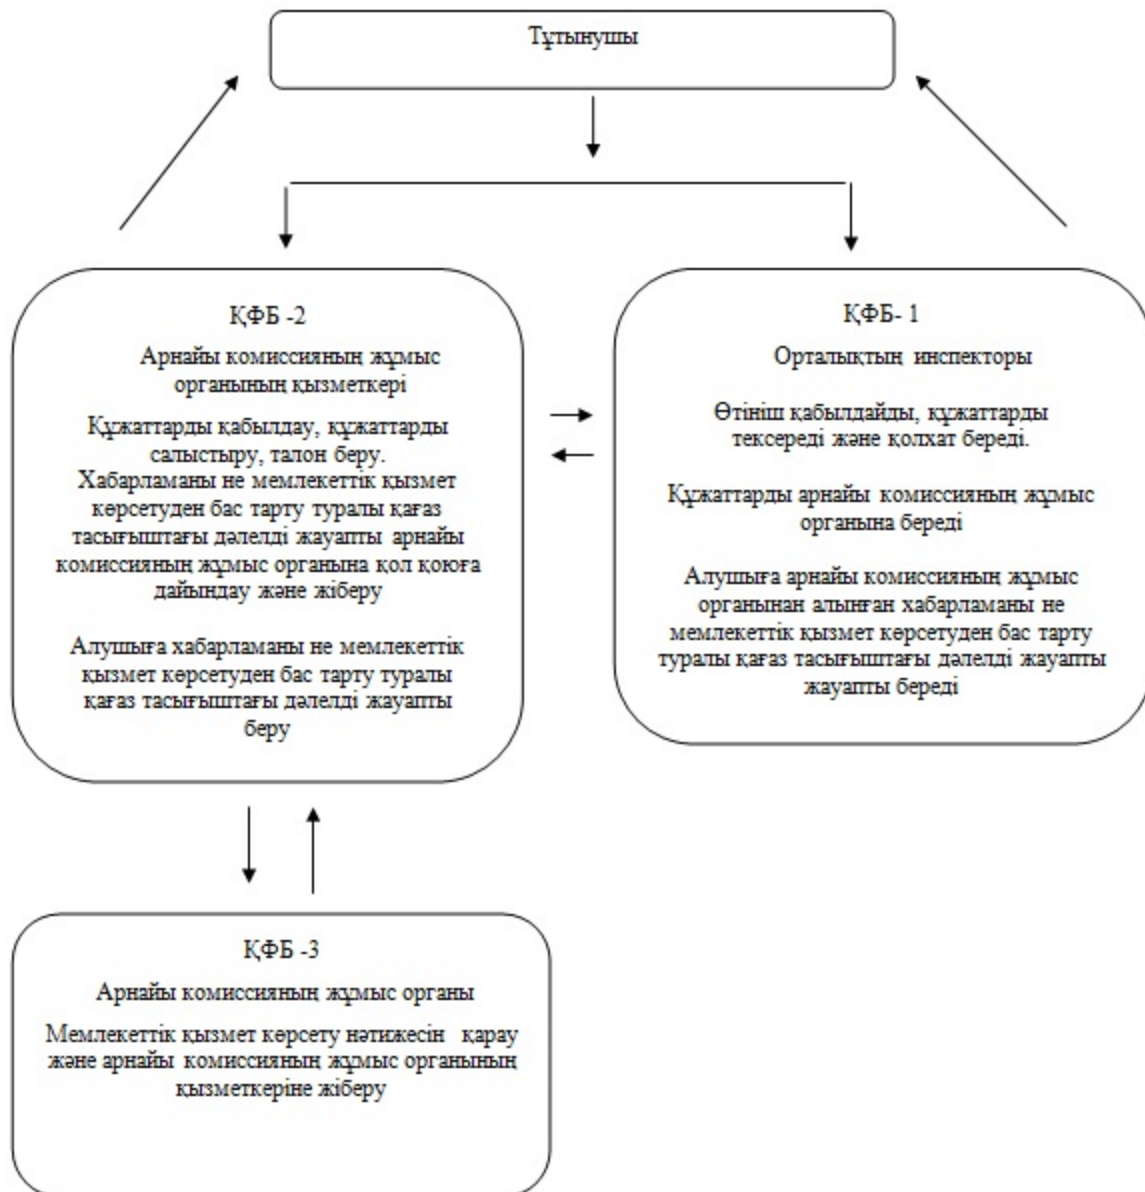 Тұтынушы
ҚФБ -2
Арнайы комиссияның жұмыс
органының қызметкері
Құжаттарды қабылдау, құжаттарды
салыстыру, талон беру.
Хабарламаны не мемлекеттік қызмет
көрсетуден бас тарту туралы қағаз
тасығыштағы дәлелді жауапты арнайы
комиссияның жұмыс органына қол қоюға
дайындау және жіберу
Алушыға хабарламаны не мемлекеттік
қызмет көрсетуден бас тарту туралы
қағаз тасығыштағы дәлелді жауапты
беру
ҚФБ- 1
Орталықтың инспекторы
Өтініш қабылдайды, құжаттарды
тексереді және қолхат береді.
Құжаттарды арнайы комиссияның жұмыс
органына береді
Алушыға арнайы комиссияның жұмыс
органынан алынған хабарламаны не
мемлекеттік қызмет көрсетуден бас тарту
туралы қағаз тасығыштағы дәлелді жауапты
жауапты береді
ҚФБ -3
Арнайы комиссияның жұмыс органы
Мемлекеттік қызмет көрсету нәтижесін қарау
және арнайы комиссияның жұмыс органының
қызметкеріне жіберу